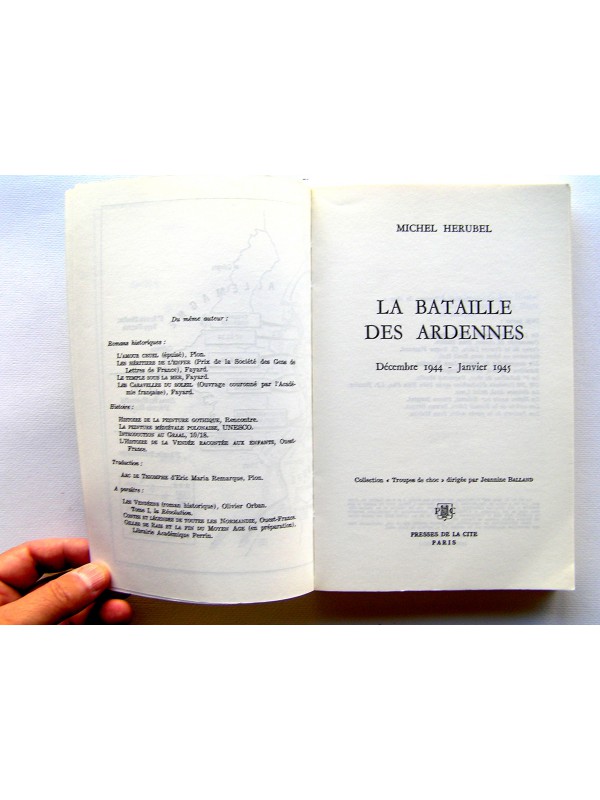 Du même auteur :
Romans historiques :
L'AMOUR CRUEL (épuisé), Plon.
LES HÉRITIERS DE L'ENFER (Prix de la Société des Gens de
Lettres de France), Fayard.
LE TEMPLE SOUS LA MER, Fayard.
LES CARAVELLES DU SOLEIL (Ouvrage couronné par l'Acadé-
mie française), Fayard.
Histoire :
HISTOIRE DE LA PEINTURE GOTHIQUE, Rencontre.
LA PEINTURE MÉDIÉVALE POLONAISE, UNESCO.
INTRODUCTION AU GRAAL, 10/18.
L'HISTOIRE DE LA VENDÉE RACONTÉE AUX ENFANTS, Ouest-
France.
Traduction :
ARC DE TRIOMPHE d'Eric Maria Remarque, Plon.
A paraître :
LES VENDÉENS (roman historique), Olivier Orban.
Tome I. la Révolution.
CONTES ET LÉGENDES DE TOUTES LES NORMANDIE, Ouest-France.
GILLES DE RAIS ET LA FIN DU MOYEN AGE (en préparation),
Librairie Académique Perrin.
MICHEL HERUBEL
LA BATAILLE
DES ARDENNES
Décembre 1944 - Janvier 1945
Collection « Troupes de choc » dirigée par Jeannine BALLAND
PRESSES DE LA CITE
PARIS